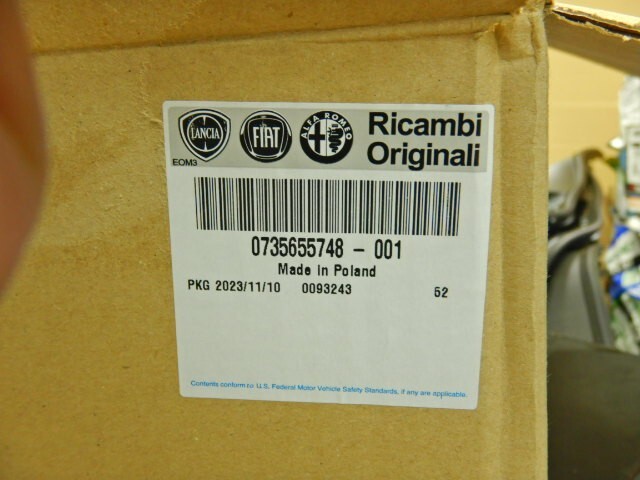 LANCIA
FIAT
ALFA ROMEO
Ricambi
Originali
EOM3
0735655748 - 001
Made in Poland
PKG 2023/11/10 0093243 52
Contents conform to U.S. Federal Motor Vehicle Safety Standards, if any are applicable.